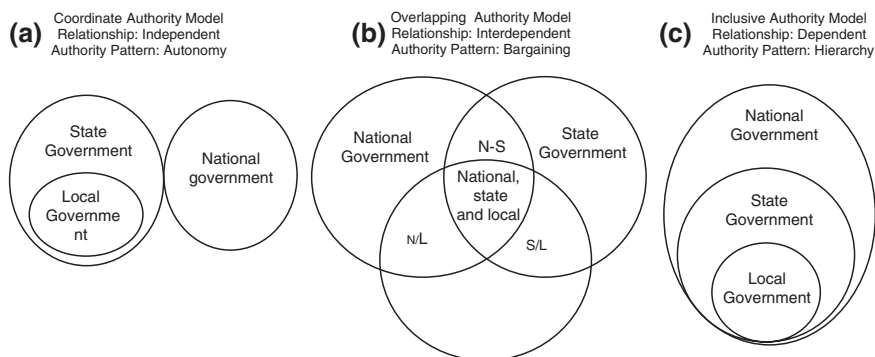 (a)
Coordinate Authority Model
Relationship: Independent
Authority Pattern: Autonomy
State
Government
Local
Governme
nt
National
government
(b)
Overlapping Authority Model
Relationship: Interdependent
Authority Pattern: Bargaining
National
Government
N-S
State
Government
National,
state
and local
N/L
S/L
(c)
Inclusive Authority Model
Relationship: Dependent
Authority Pattern: Hierarchy
National
Government
State
Government
Local
Government